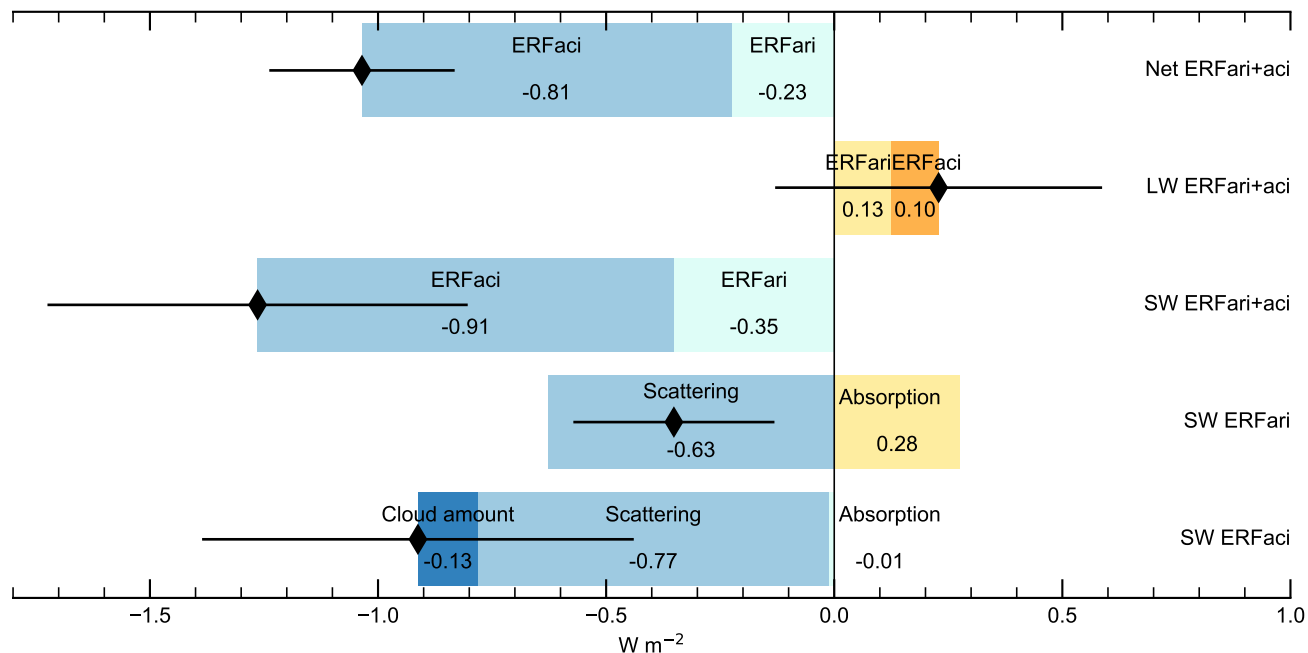 ERFaci ERFari
Net ERFari+aci
-0.81 -0.23
ERFari ERFaci
LW ERFari+aci
0.13 0.10
ERFaci ERFari
SW ERFari+aci
-0.91 -0.35
Scattering Absorption
SW ERFari
-0.63 0.28
Cloud amount Scattering Absorption
SW ERFaci
-0.13 -0.77 -0.01
−1.5 −1.0 −0.5 0.0 0.5 1.0
W m⁻²